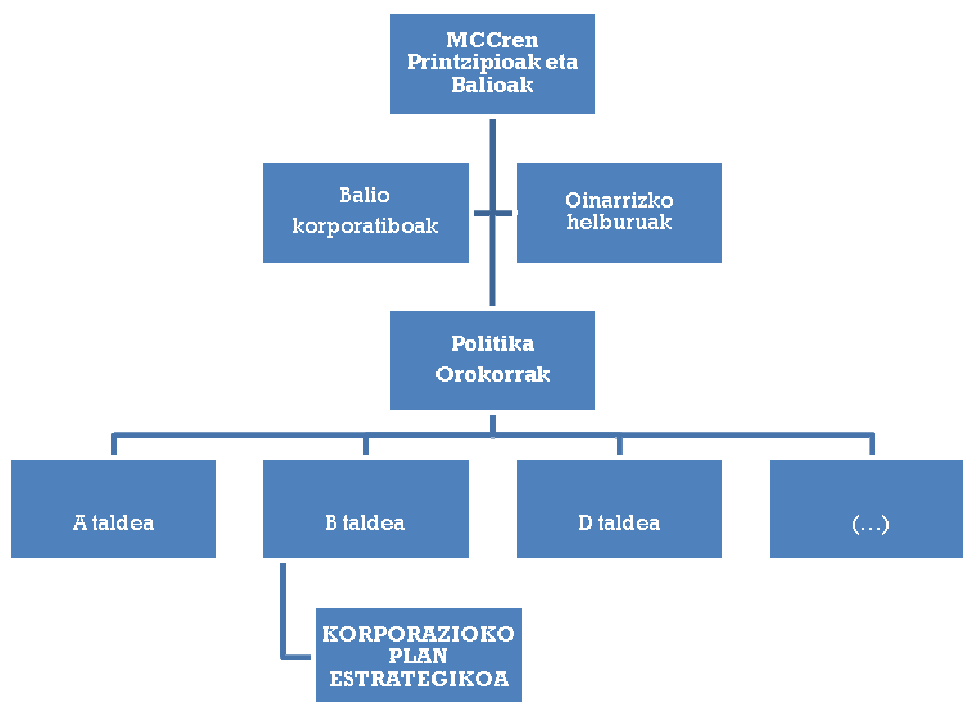 MCCren
Printzipioak eta
Balioak
Balio
korporatiboak
Oinarrizko
helburuak
Politika
Orokorrak
A taldea
B taldea
D taldea
(...)
KORPORAZIOKO
PLAN
ESTRATEGIKOA